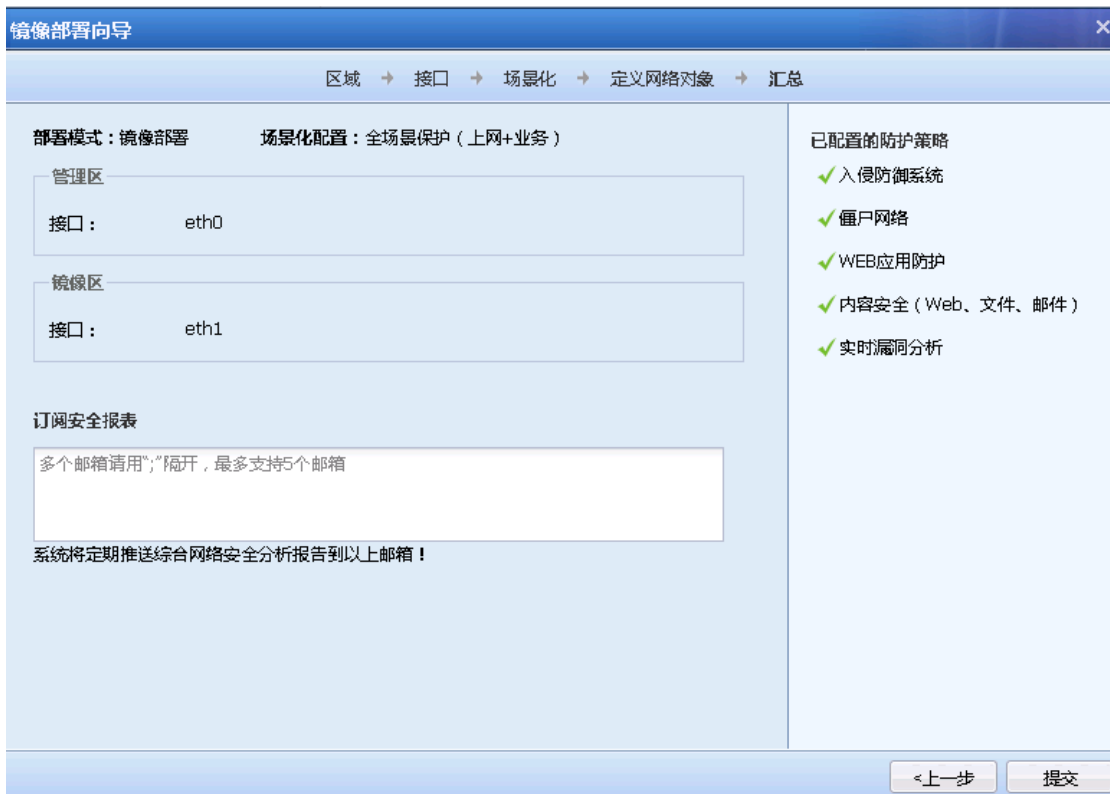 镜像部署向导
区域 → 接口 → 场景化 → 定义网络对象 → 汇总
部署模式：镜像部署 场景化配置：全场景保护（上网+业务）
管理区
接口： eth0
镜像区
接口： eth1
订阅安全报表
多个邮箱请用“;”隔开，最多支持5个邮箱
系统将定期推送综合网络安全分析报告到以上邮箱！
已配置的防护策略
入侵防御系统
僵尸网络
WEB应用防护
内容安全（Web、文件、邮件）
实时漏洞分析
<上一步 提交